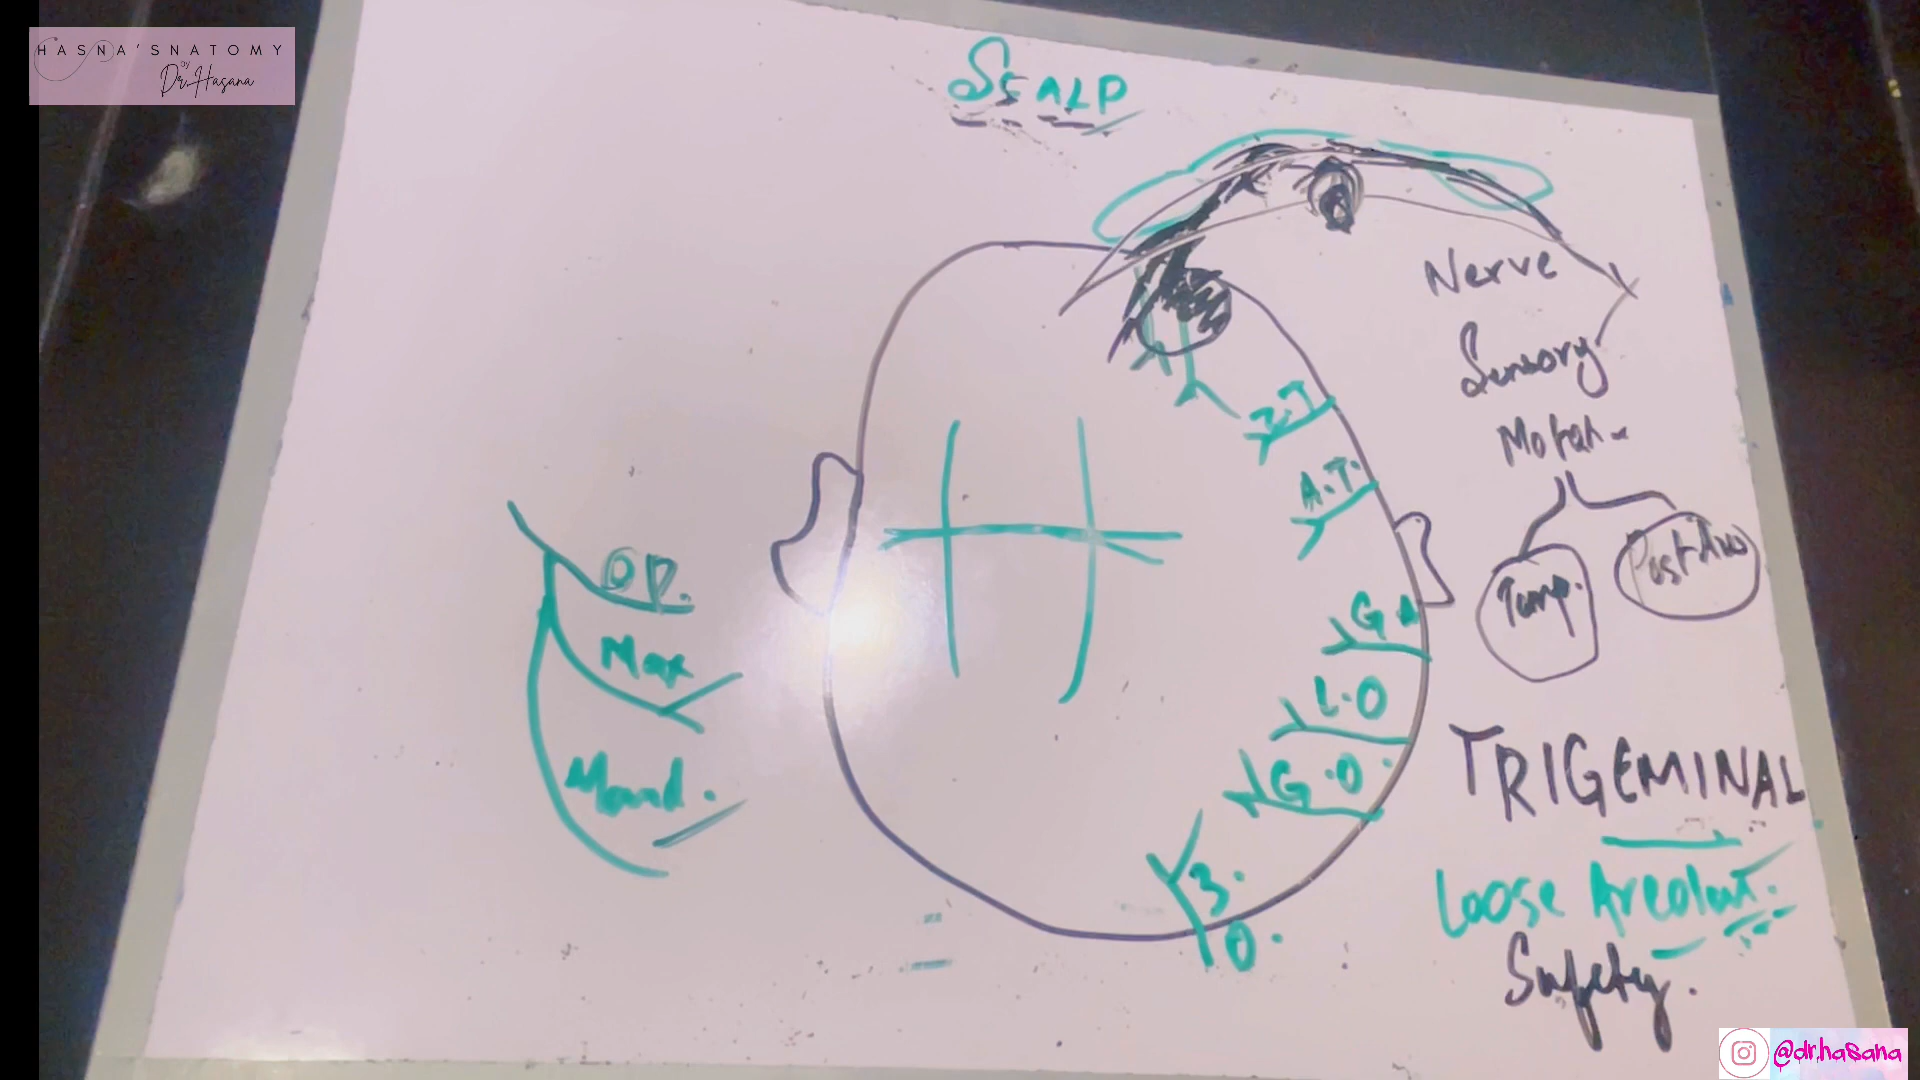 HASNA'SNATOMY
by
Dr.Hasana
SCALP
Nerve
Sensory
Motor
Temp.
Post Au
Z.T
A.T.
G A
L.O
G.O.
3.
O.
OP.
Max
Mand.
TRIGEMINAL
Loose Areolar.
Safety.
@dr.hasana